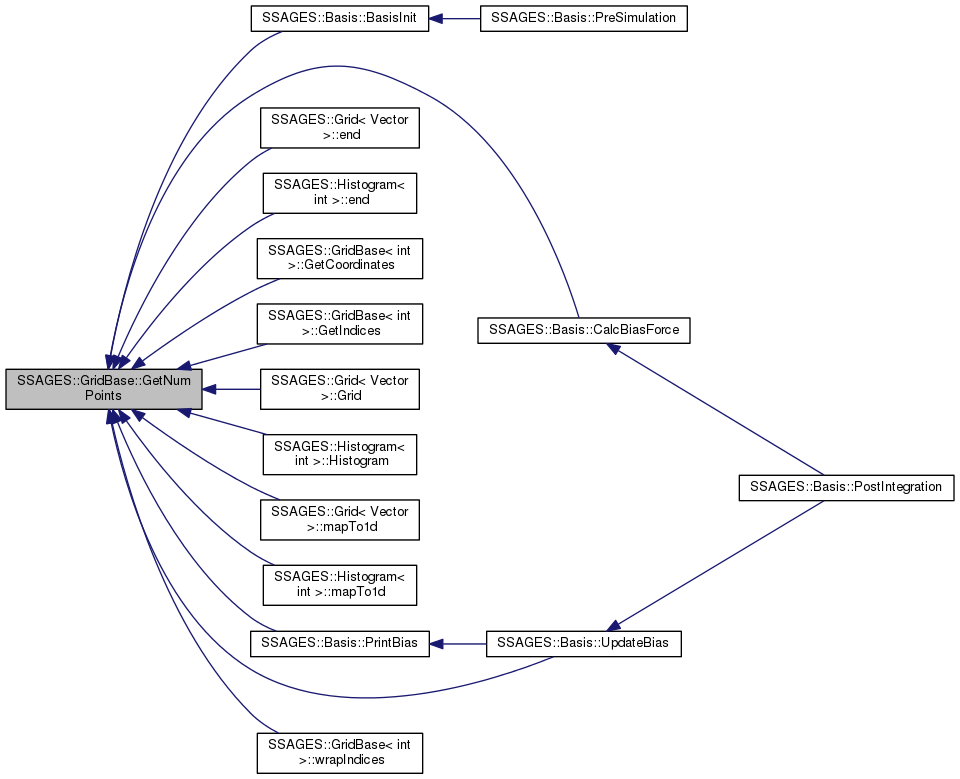 SSAGES::Basis::BasisInit
SSAGES::Basis::PreSimulation
SSAGES::Grid< Vector
>::end
SSAGES::Histogram<
int >::end
SSAGES::GridBase< int
>::GetCoordinates
SSAGES::GridBase< int
>::GetIndices
SSAGES::Basis::CalcBiasForce
SSAGES::GridBase::GetNum
Points
SSAGES::Grid< Vector
>::Grid
SSAGES::Histogram<
int >::Histogram
SSAGES::Basis::PostIntegration
SSAGES::Grid< Vector
>::mapTo1d
SSAGES::Histogram<
int >::mapTo1d
SSAGES::Basis::PrintBias
SSAGES::Basis::UpdateBias
SSAGES::GridBase< int
>::wrapIndices